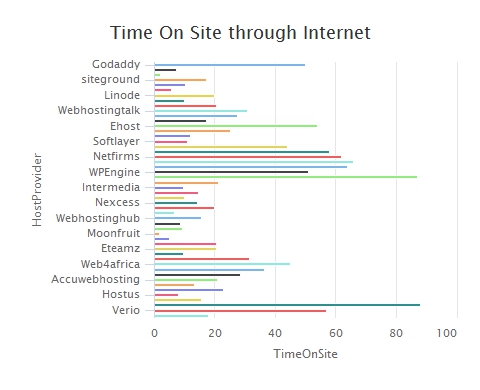 Time On Site through Internet
HostProvider
Godaddy
siteground
Linode
Webhostingtalk
Ehost
Softlayer
Netfirms
WPEngine
Intermedia
Nexcess
Webhostinghub
Moonfruit
Eteamz
Web4africa
Accuwebhosting
Hostus
Verio
0 20 40 60 80 100
TimeOnSite